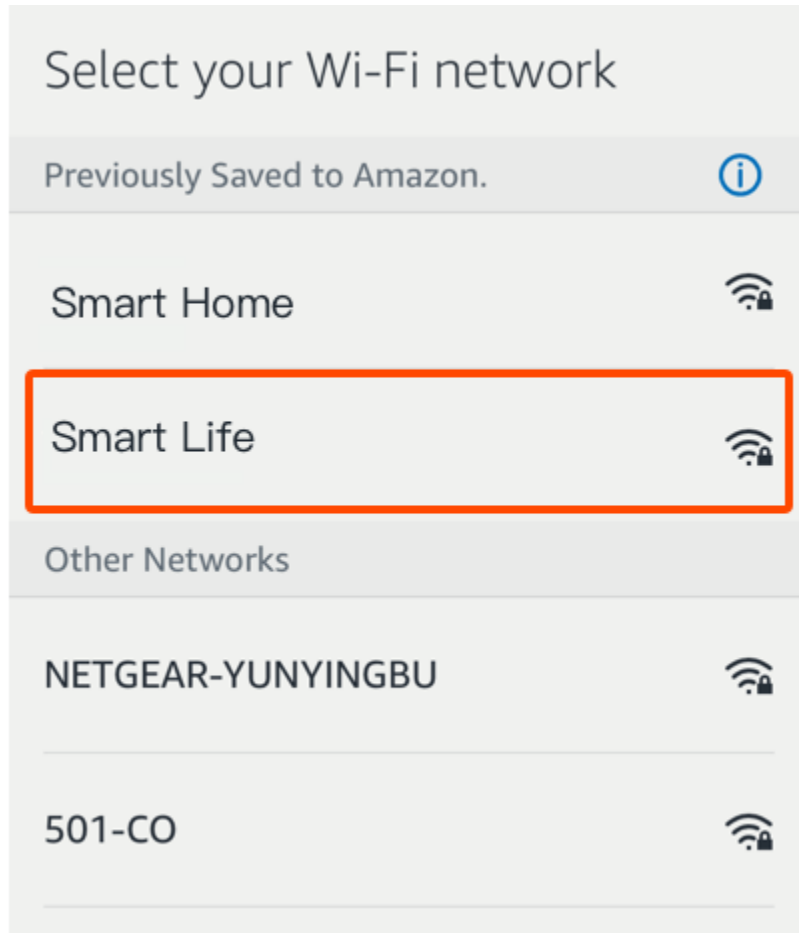 Select your Wi-Fi network
Previously Saved to Amazon.
Smart Home
Smart Life
Other Networks
NETGEAR-YUNYINGBU
501-CO